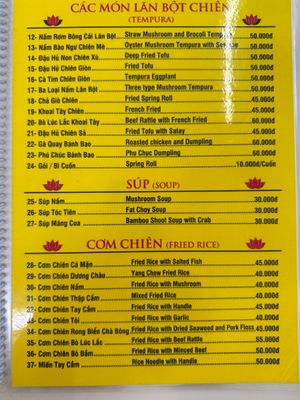 CÁC MÓN LĂN BỘT CHIÊN
(TEMPURA)
12- Nấm Rơm Bông Cải Lăn Bột Straw Mushroom and Brocoli Tempura 50.000đ
13- Nấm Bào Ngư Chiên Mè Oyster Mushroom Tempura with 50.000đ
14- Đậu Hủ Non Chiên Xù Deep Fried Tofu 50.000đ
15- Đậu Hủ Chiên Giòn Fried Tofu 50.000đ
16- Cà Tím Chiên Giòn Tempura Eggplant 50.000đ
17- Ba Loại Nấm Lăn Bột Three type Mushroom Tempura 50.000đ
18- Chả Giò Chiên Fried Spring Roll 45.000đ
19- Khoai Tây Chiên French Fried 45.000đ
20- Bò Lúc Lắc Khoai Tây Beef Rattle with French Fried 60.000đ
21- Đậu Hủ Chiên Sả Fried Tofu with Satay 45.000đ
22- Gà Quay Bánh Bao Roasted chicken and Dumpling 60.000đ
23- Phú Chúc Bánh Bao Phu Chuc Dumpling 60.000đ
24- Gỏi / Bì Cuốn Spring Roll 10.000đ/Cuốn
SÚP (SOUP)
25- Súp Nấm Mushroom Soup 30.000đ
26- Súp Tóc Tiên Fat Choy Soup 30.000đ
27- Súp Măng Cua Bamboo Shoot Soup with Crab 30.000đ
CƠM CHIÊN (FRIED RICE)
28- Cơm Chiên Cá Mặn Fried Rice with Salted Fish 45.000đ
29- Cơm Chiên Dương Châu Yang Chow Fried Rice 40.000đ
30- Cơm Chiên Nấm Fried Rice with Mushroom 40.000đ
31- Cơm Chiên Thập Cẩm Mixed Fried Rice 45.000đ
32- Cơm Chiên Tay Cầm Fried Rice with Handle 45.000đ
33- Cơm Chiên Tỏi Fried Rice with Garlic 40.000đ
34- Cơm Chiên Rong Biển Chà Bông Fried Rice with Dried Seaweed and Pork Floss 45.000đ
35- Cơm Chiên Bò Lúc Lắc Fried Rice with Beef Rattle 55.000đ
36- Cơm Chiên Bò Bằm Fried Rice with Minced Beef 50.000đ
37- Miến Tay Cầm Rice Noodle with Handle 50.000đ